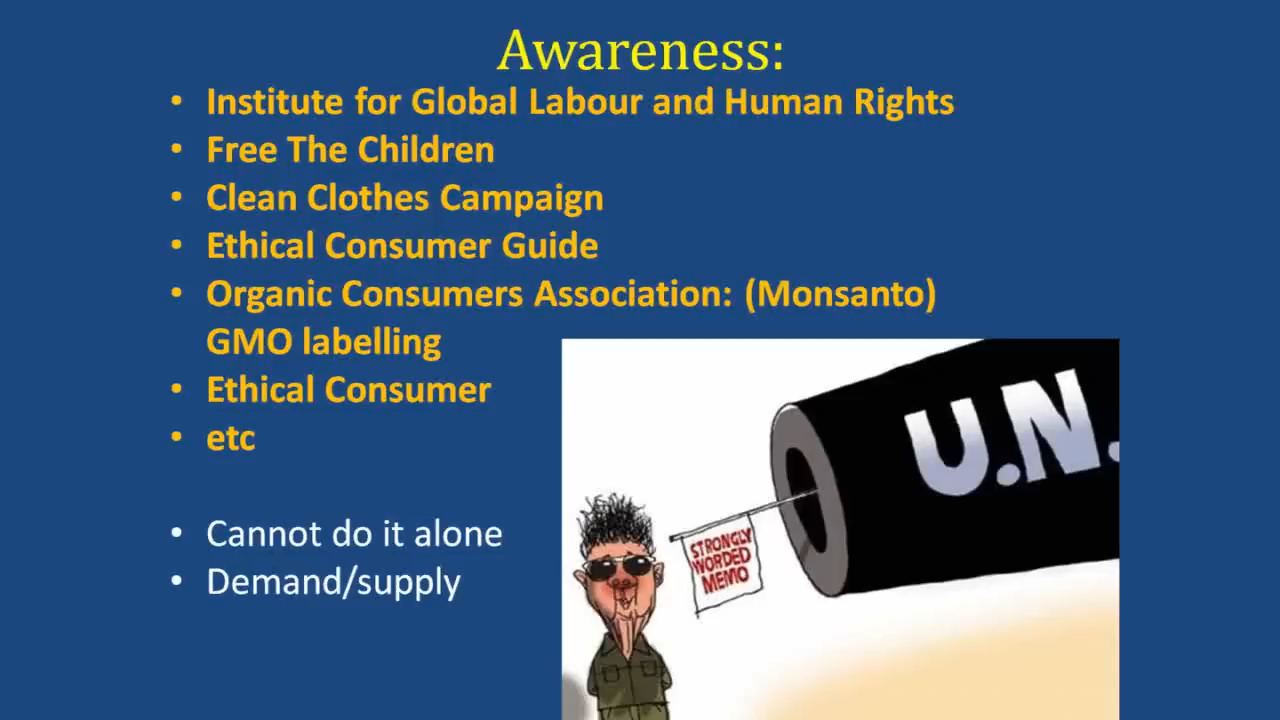 Awareness:
• Institute for Global Labour and Human Rights
• Free The Children
• Clean Clothes Campaign
• Ethical Consumer Guide
• Organic Consumers Association: (Monsanto)
GMO labelling
• Ethical Consumer
• etc
• Cannot do it alone
• Demand/supply
U.N.
STRONGLY
WORDED
MEMO